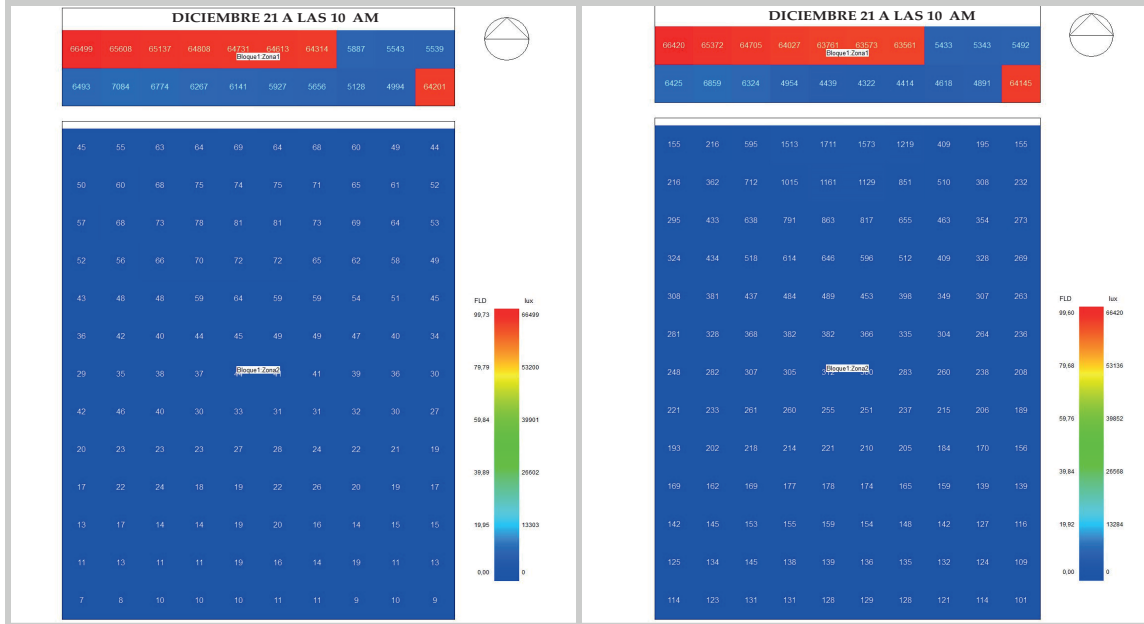 DICIEMBRE 21 A LAS 10 AM
66499 65608 65137 64808 64731 64613 64314 5887 5543 5539
Bloque1:Zona1
6493 7084 6774 6267 6141 5927 5656 5128 4994 64201
45 55 63 64 69 64 68 60 49 44
50 60 68 75 74 75 71 65 61 52
57 68 73 78 81 81 73 69 64 53
52 56 66 70 72 72 65 62 58 49
43 48 48 59 64 59 59 54 51 45
36 42 40 44 45 49 49 47 40 34
29 35 38 37 Bloque1:Zona2 41 39 36 30
42 46 40 30 33 31 31 32 30 27
20 23 23 23 27 28 24 22 21 19
17 22 24 18 19 22 26 20 19 17
13 17 14 14 19 20 16 14 15 15
11 13 11 11 19 16 14 19 11 13
7 8 10 10 10 11 11 9 10 9
FLD lux
99,73 66499
79,79 53200
59,84 39901
39,89 26602
19,95 13303
0,00 0
DICIEMBRE 21 A LAS 10 AM
66420 65372 64705 64027 63761 63573 63561 5433 5343 5492
Bloque1:Zona1
6425 6859 6324 4954 4439 4322 4414 4618 4891 64145
155 216 595 1513 1711 1573 1219 409 195 155
216 362 712 1015 1161 1129 851 510 308 232
295 433 638 791 863 817 655 463 354 273
324 434 518 614 646 596 512 409 328 269
308 381 437 484 489 453 398 349 307 263
281 328 368 382 382 366 335 304 264 236
248 282 307 305 Bloque1:Zona2 283 260 238 208
221 233 261 260 255 251 237 215 206 189
193 202 218 214 221 210 205 184 170 156
169 162 169 177 178 174 165 159 139 139
142 145 153 155 159 154 148 142 127 116
125 134 145 138 139 136 135 132 124 109
114 123 131 131 128 129 128 121 114 101
FLD lux
99,60 66420
79,68 53136
59,76 39852
39,84 26568
19,92 13284
0,00 0